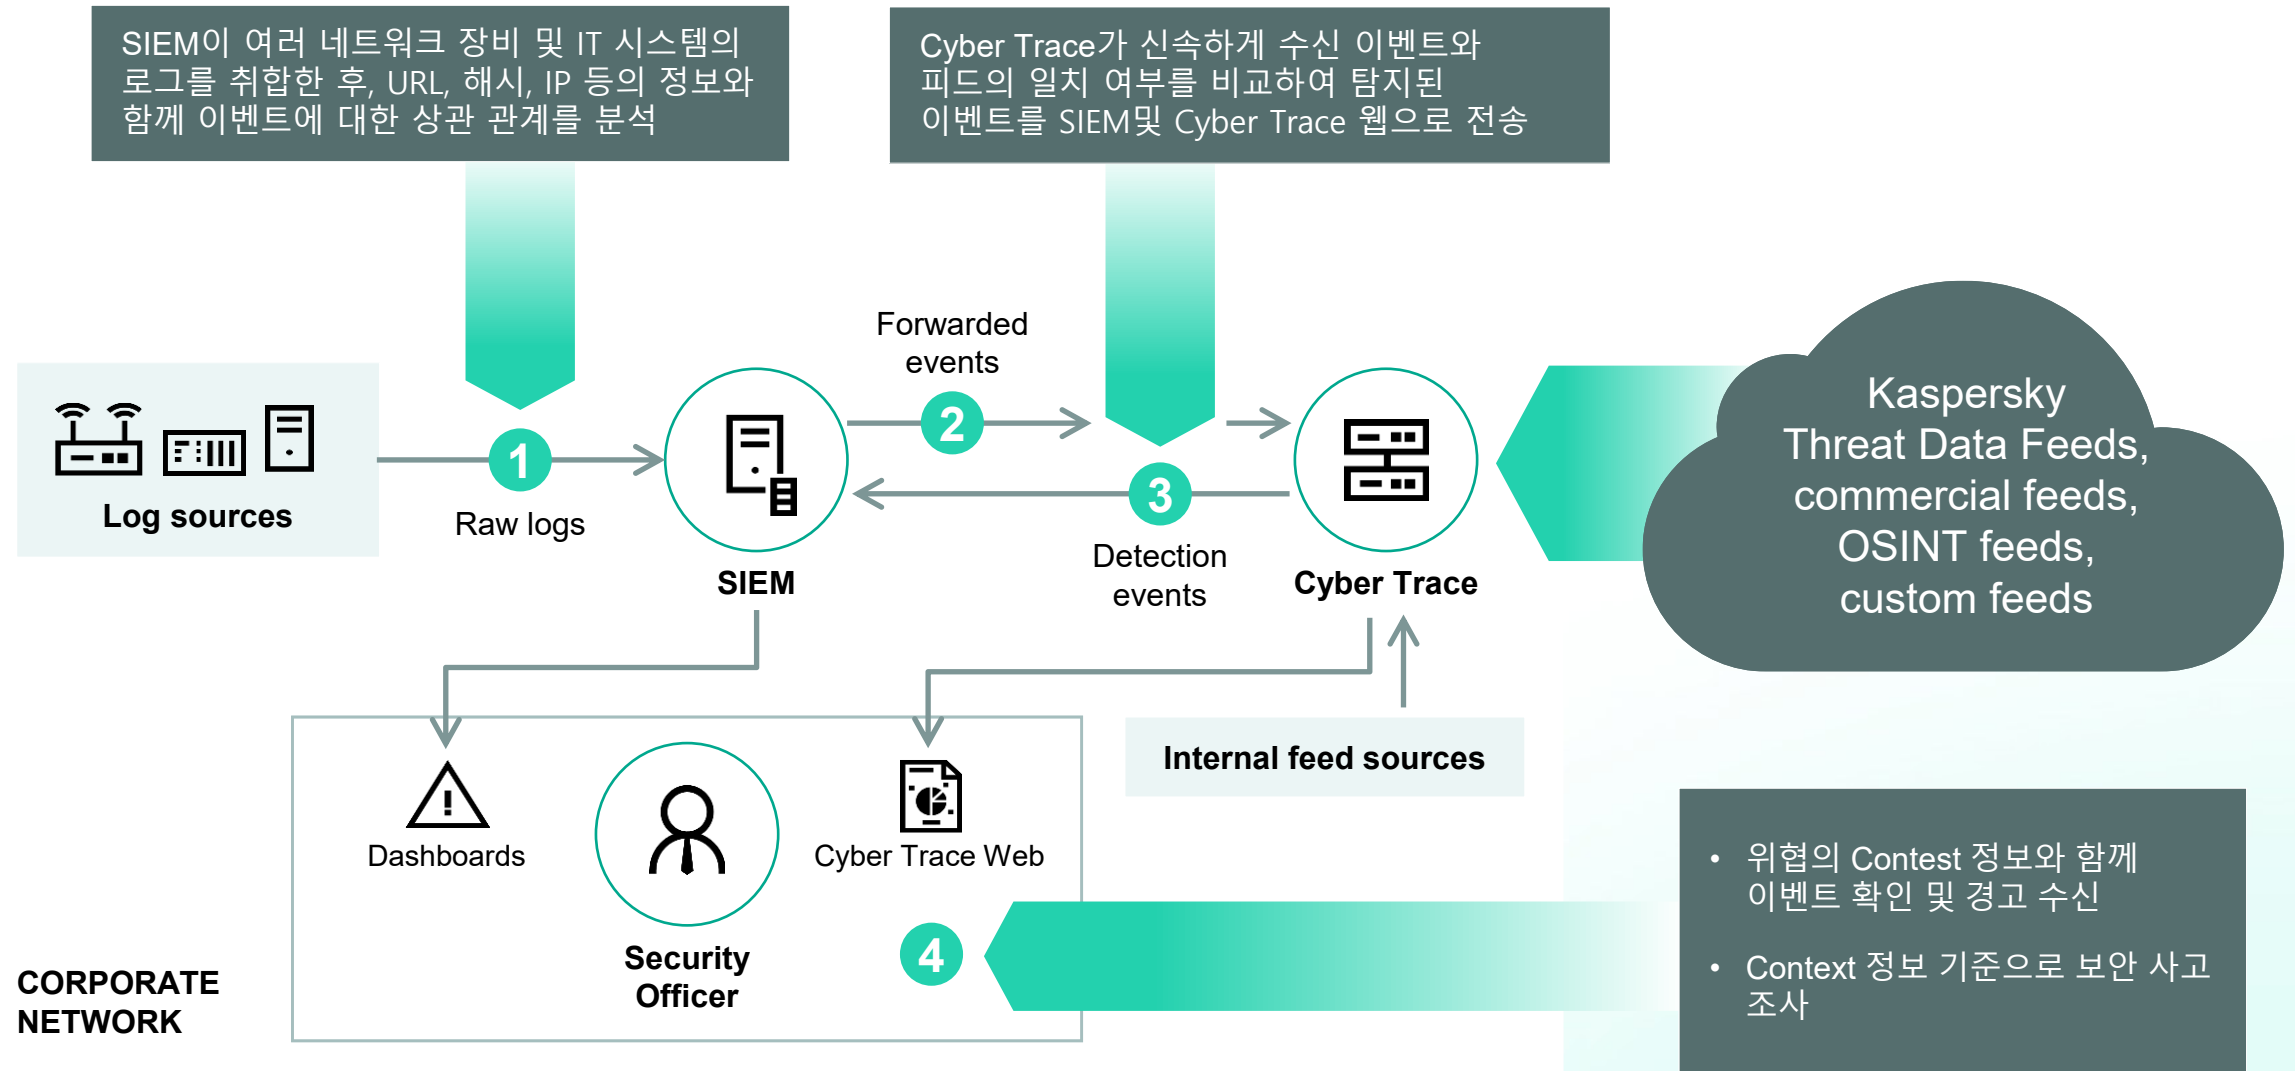 SIEM이 여러 네트워크 장비 및 IT 시스템의
로그를 취합한 후, URL, 해시, IP 등의 정보와
함께 이벤트에 대한 상관 관계를 분석
Cyber Trace가 신속하게 수신 이벤트와
피드의 일치 여부를 비교하여 탐지된
이벤트를 SIEM및 Cyber Trace 웹으로 전송
Log sources
1
Raw logs
SIEM
Forwarded
events
2
3
Detection
events
Cyber Trace
Kaspersky
Threat Data Feeds,
commercial feeds,
OSINT feeds,
custom feeds
Internal feed sources
Dashboards
Security
Officer
Cyber Trace Web
4
CORPORATE
NETWORK
• 위협의 Contest 정보와 함께
이벤트 확인 및 경고 수신
• Context 정보 기준으로 보안 사고
조사